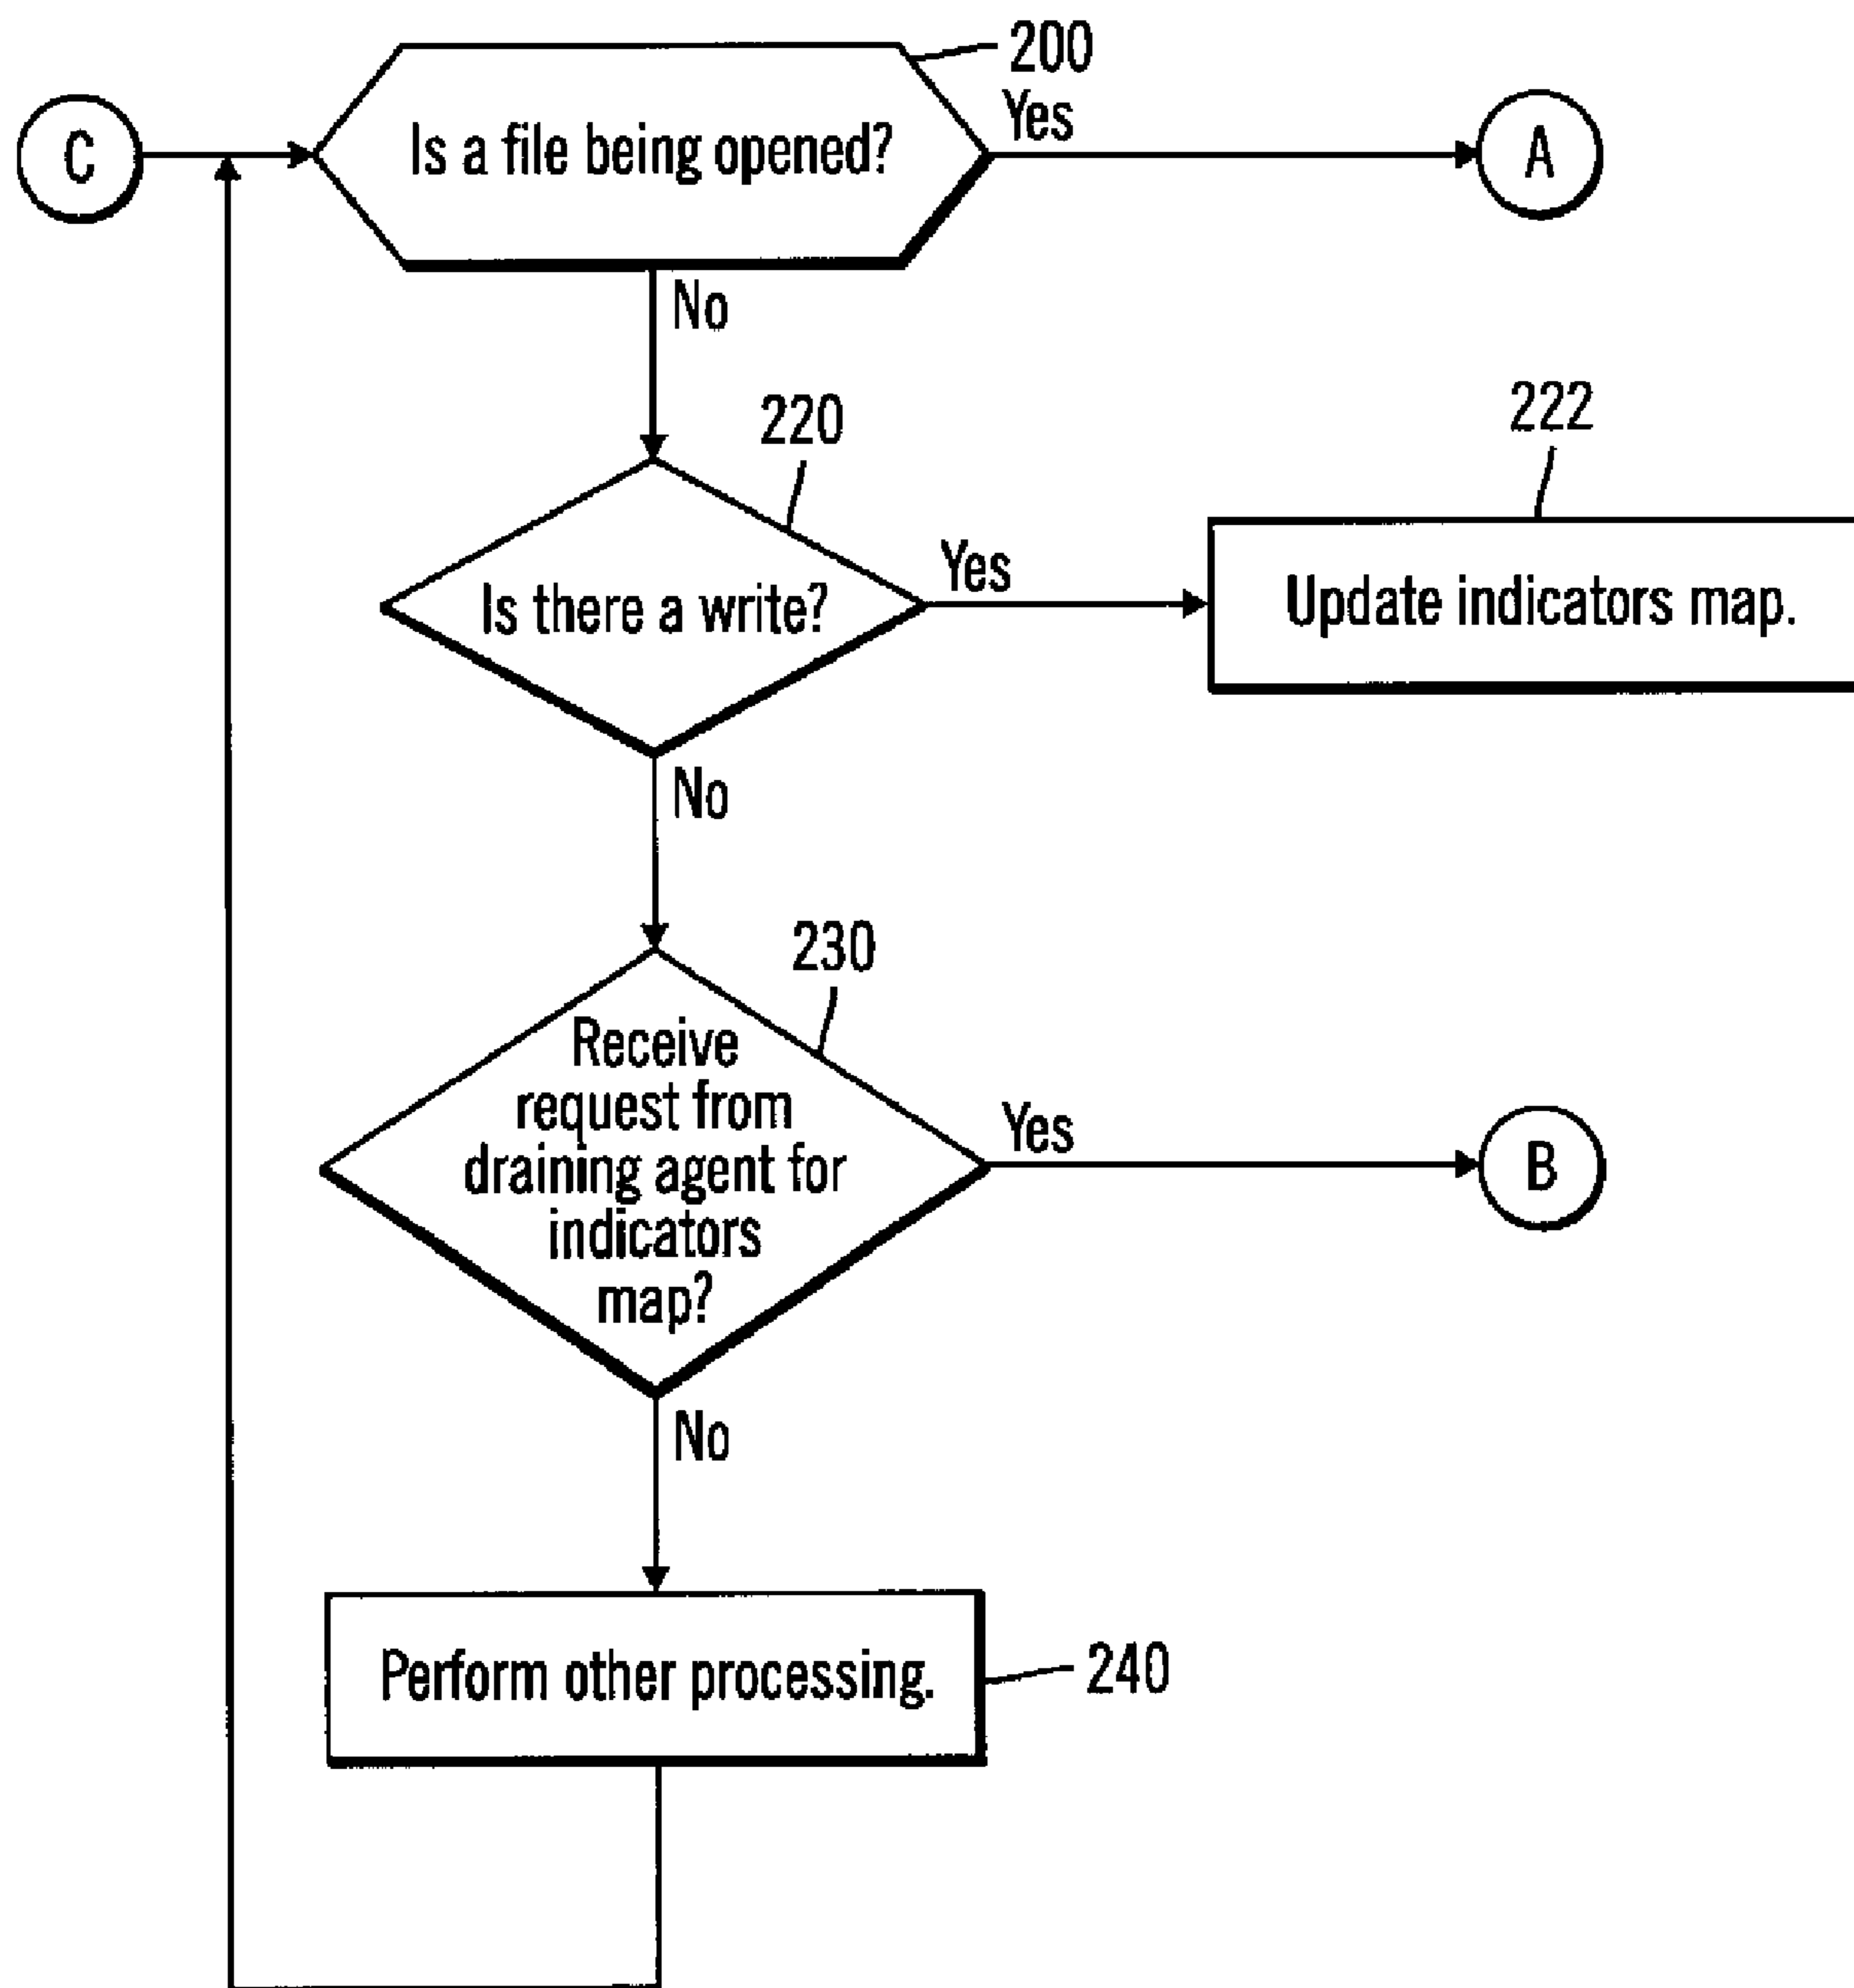 200
C
Is a file being opened?
Yes
A
No
220
222
Is there a write?
Yes
Update indicators map.
No
230
Receive
request from
draining agent for
indicators
map?
Yes
B
No
Perform other processing.
240